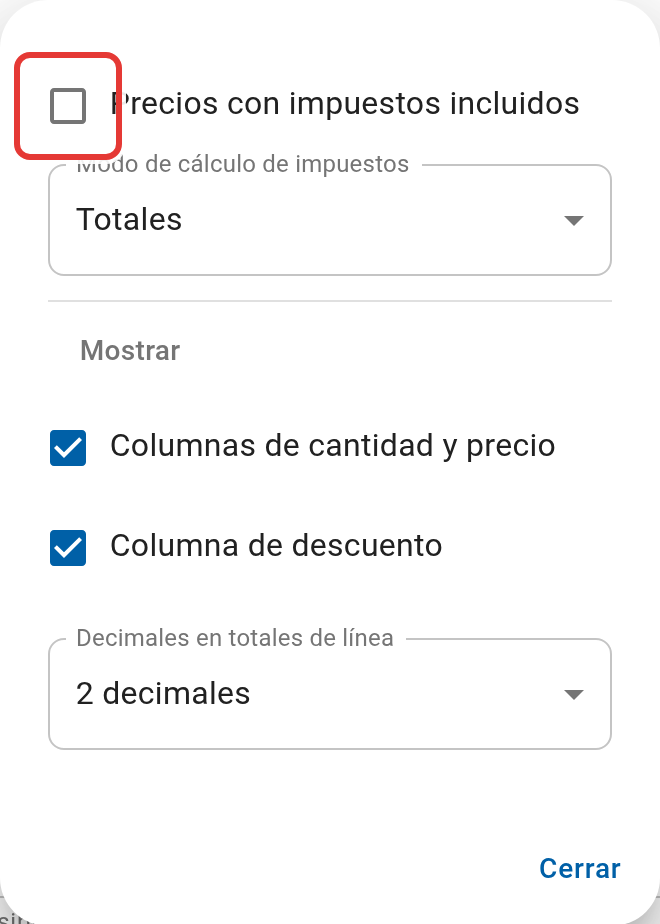 Precios con impuestos incluidos
Modo de cálculo de impuestos
Totales
Mostrar
Columnas de cantidad y precio
Columna de descuento
Decimales en totales de línea
2 decimales
Cerrar